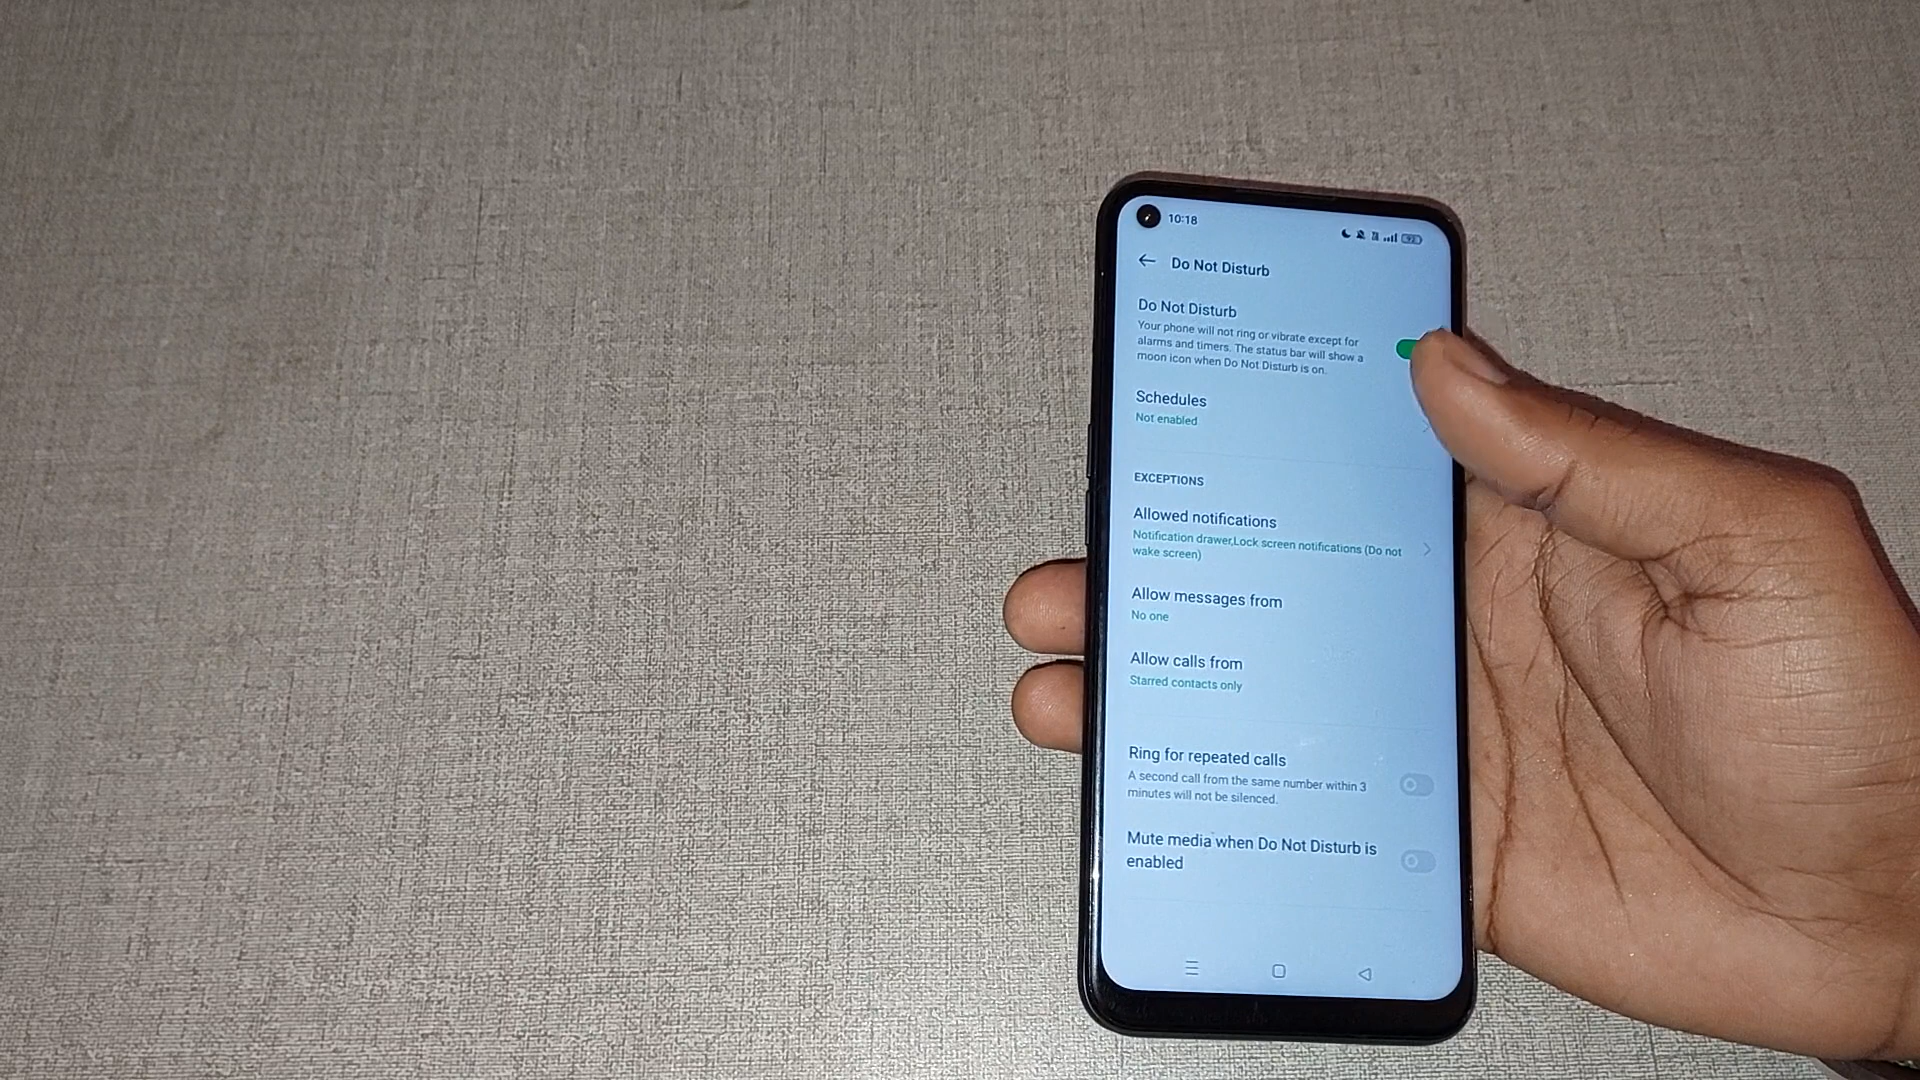 10:18
Do Not Disturb
Do Not Disturb
Your phone will not ring or vibrate except for
alarms and timers. The status bar will show a
moon icon when Do Not Disturb is on.
Schedules
Not enabled
EXCEPTIONS
Allowed notifications
Notification drawer,Lock screen notifications (Do not
wake screen)
Allow messages from
No one
Allow calls from
Starred contacts only
Ring for repeated calls
A second call from the same number within 3
minutes will not be silenced.
Mute media when Do Not Disturb is
enabled